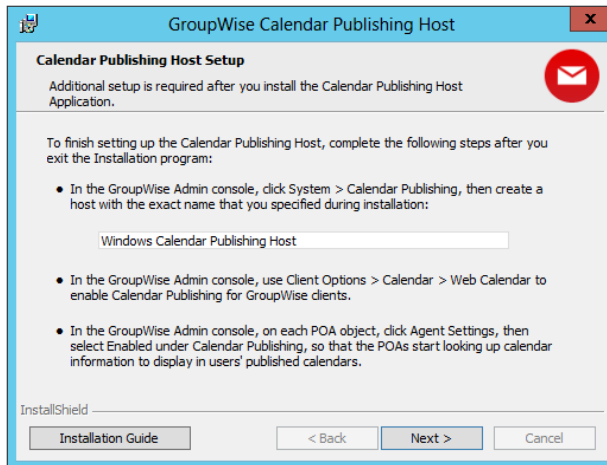 GroupWise Calendar Publishing Host
x
Calendar Publishing Host Setup
Additional setup is required after you install the Calendar Publishing Host
Application.
To finish setting up the Calendar Publishing Host, complete the following steps after you
exit the Installation program:
• In the GroupWise Admin console, click System > Calendar Publishing, then create a
host with the exact name that you specified during installation:
Windows Calendar Publishing Host
• In the GroupWise Admin console, use Client Options > Calendar > Web Calendar to
enable Calendar Publishing for GroupWise clients.
• In the GroupWise Admin console, on each POA object, click Agent Settings, then
select Enabled under Calendar Publishing, so that the POAs start looking up calendar
information to display in users' published calendars.
InstallShield
Installation Guide
< Back
Next >
Cancel